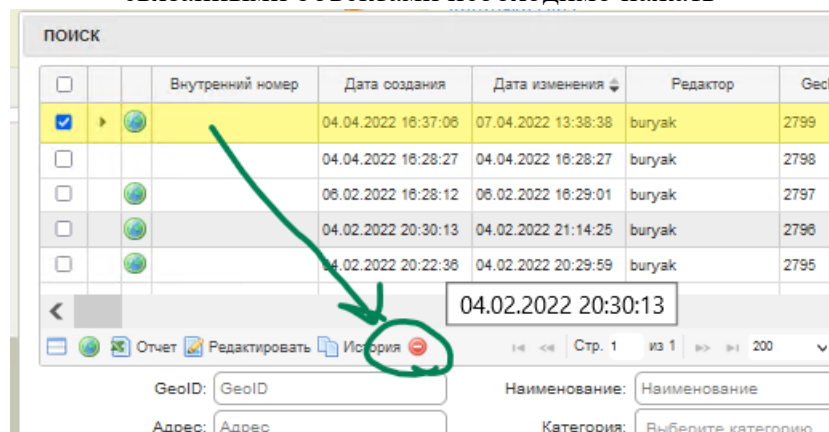 ПОИСК
Внутренний номер Дата создания Дата изменения Редактор
04.04.2022 16:37:06 07.04.2022 13:38:38 buryak 2799
04.04.2022 16:28:27 04.04.2022 16:28:27 buryak 2798
06.02.2022 16:28:12 06.02.2022 16:29:01 buryak 2797
04.02.2022 20:30:13 04.02.2022 21:14:25 buryak 2796
04.02.2022 20:22:36 04.02.2022 20:29:59 buryak 2795
04.02.2022 20:30:13
Отчет Редактировать История Стр. 1 из 1 200
GeoID: GeoID Наименование: Наименование
Адрес: Адрес Категория: Выберите категорию